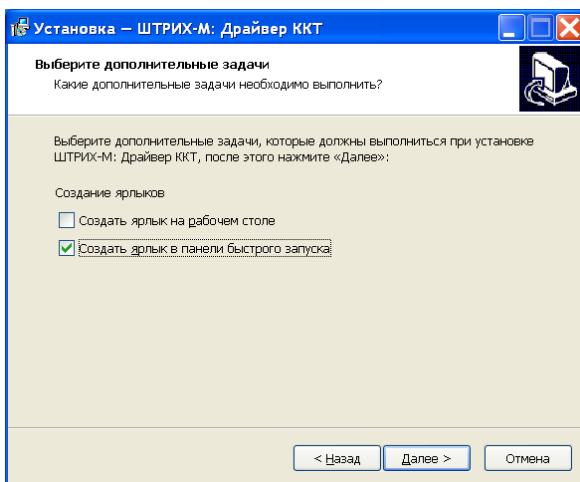 Установка — ШТРИХ-М: Драйвер ККТ
Выберите дополнительные задачи
Какие дополнительные задачи необходимо выполнить?
Выберите дополнительные задачи, которые должны выполниться при установке
ШТРИХ-М: Драйвер ККТ, после этого нажмите «Далее»:
Создание ярлыков
Создать ярлык на рабочем столе
Создать ярлык в панели быстрого запуска
< Назад Далее > Отмена